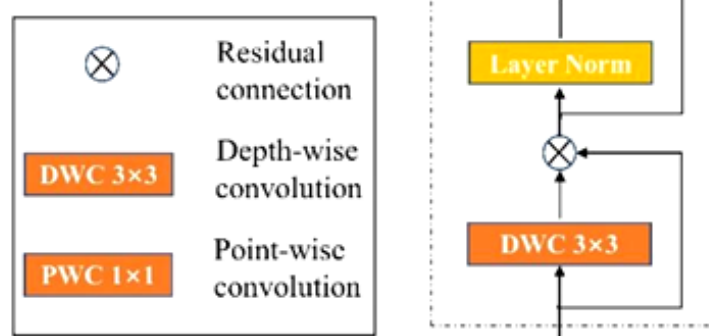 Residual
connection
DWC 3×3
Depth-wise
convolution
PWC 1×1
Point-wise
convolution
Layer Norm
DWC 3×3